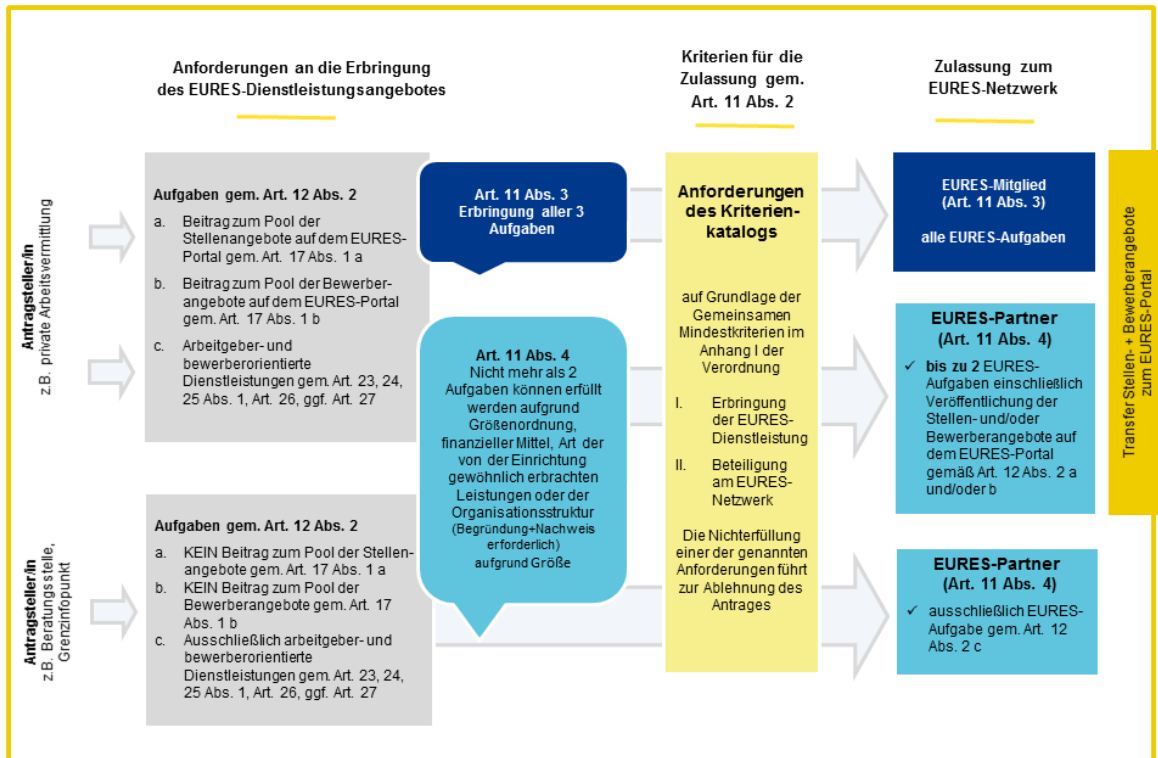 Anforderungen an die Erbringung
des EURES-Dienstleistungsangebotes
Kriterien für die
Zulassung gem.
Art. 11 Abs. 2
Zulassung zum
EURES-Netzwerk
Antragsteller/in
z.B. private Arbeitsvermittlung
Aufgaben gem. Art. 12 Abs. 2
a. Beitrag zum Pool der
Stellenangebote auf dem EURES-
Portal gem. Art. 17 Abs. 1 a
b. Beitrag zum Pool der Bewerber-
angebote auf dem EURES-Portal
gem. Art. 17 Abs. 1 b
c. Arbeitgeber- und
bewerberorientierte
Dienstleistungen gem. Art. 23, 24,
25 Abs. 1, Art. 26, ggf. Art. 27
Antragsteller/in
z.B. Beratungsstelle,
Grenzinfopunkt
Aufgaben gem. Art. 12 Abs. 2
a. KEIN Beitrag zum Pool der Stellen-
angebote gem. Art. 17 Abs. 1 a
b. KEIN Beitrag zum Pool der
Bewerberangebote gem. Art. 17
Abs. 1 b
c. Ausschließlich arbeitgeber- und
bewerberorientierte
Dienstleistungen gem. Art. 23, 24,
25 Abs. 1, Art. 26, ggf. Art. 27
Art. 11 Abs. 3
Erbringung aller 3
Aufgaben
Art. 11 Abs. 4
Nicht mehr als 2
Aufgaben können erfüllt
werden aufgrund
Größenordnung,
finanzieller Mittel, Art der
von der Einrichtung
gewöhnlich erbrachten
Leistungen oder der
Organisationsstruktur
(Begründung+Nachweis
erforderlich)
aufgrund Größe
Anforderungen
des Kriterien-
katalogs
auf Grundlage der
Gemeinsamen
Mindestkriterien im
Anhang I der
Verordnung
I. Erbringung
der EURES-
Dienstleistung
II. Beteiligung
am EURES-
Netzwerk
Die Nichterfüllung
einer der genannten
Anforderungen führt
zur Ablehnung des
Antrages
EURES-Mitglied
(Art. 11 Abs. 3)
alle EURES-Aufgaben
EURES-Partner
(Art. 11 Abs. 4)
✓ bis zu 2 EURES-
Aufgaben einschließlich
Veröffentlichung der
Stellen- und/oder
Bewerberangebote auf
dem EURES-Portal
gemäß Art. 12 Abs. 2 a
und/oder b
EURES-Partner
(Art. 11 Abs. 4)
✓ ausschließlich EURES-
Aufgabe gem. Art. 12
Abs. 2 c
Transfer Stellen- + Bewerberangebote
zum EURES-Portal